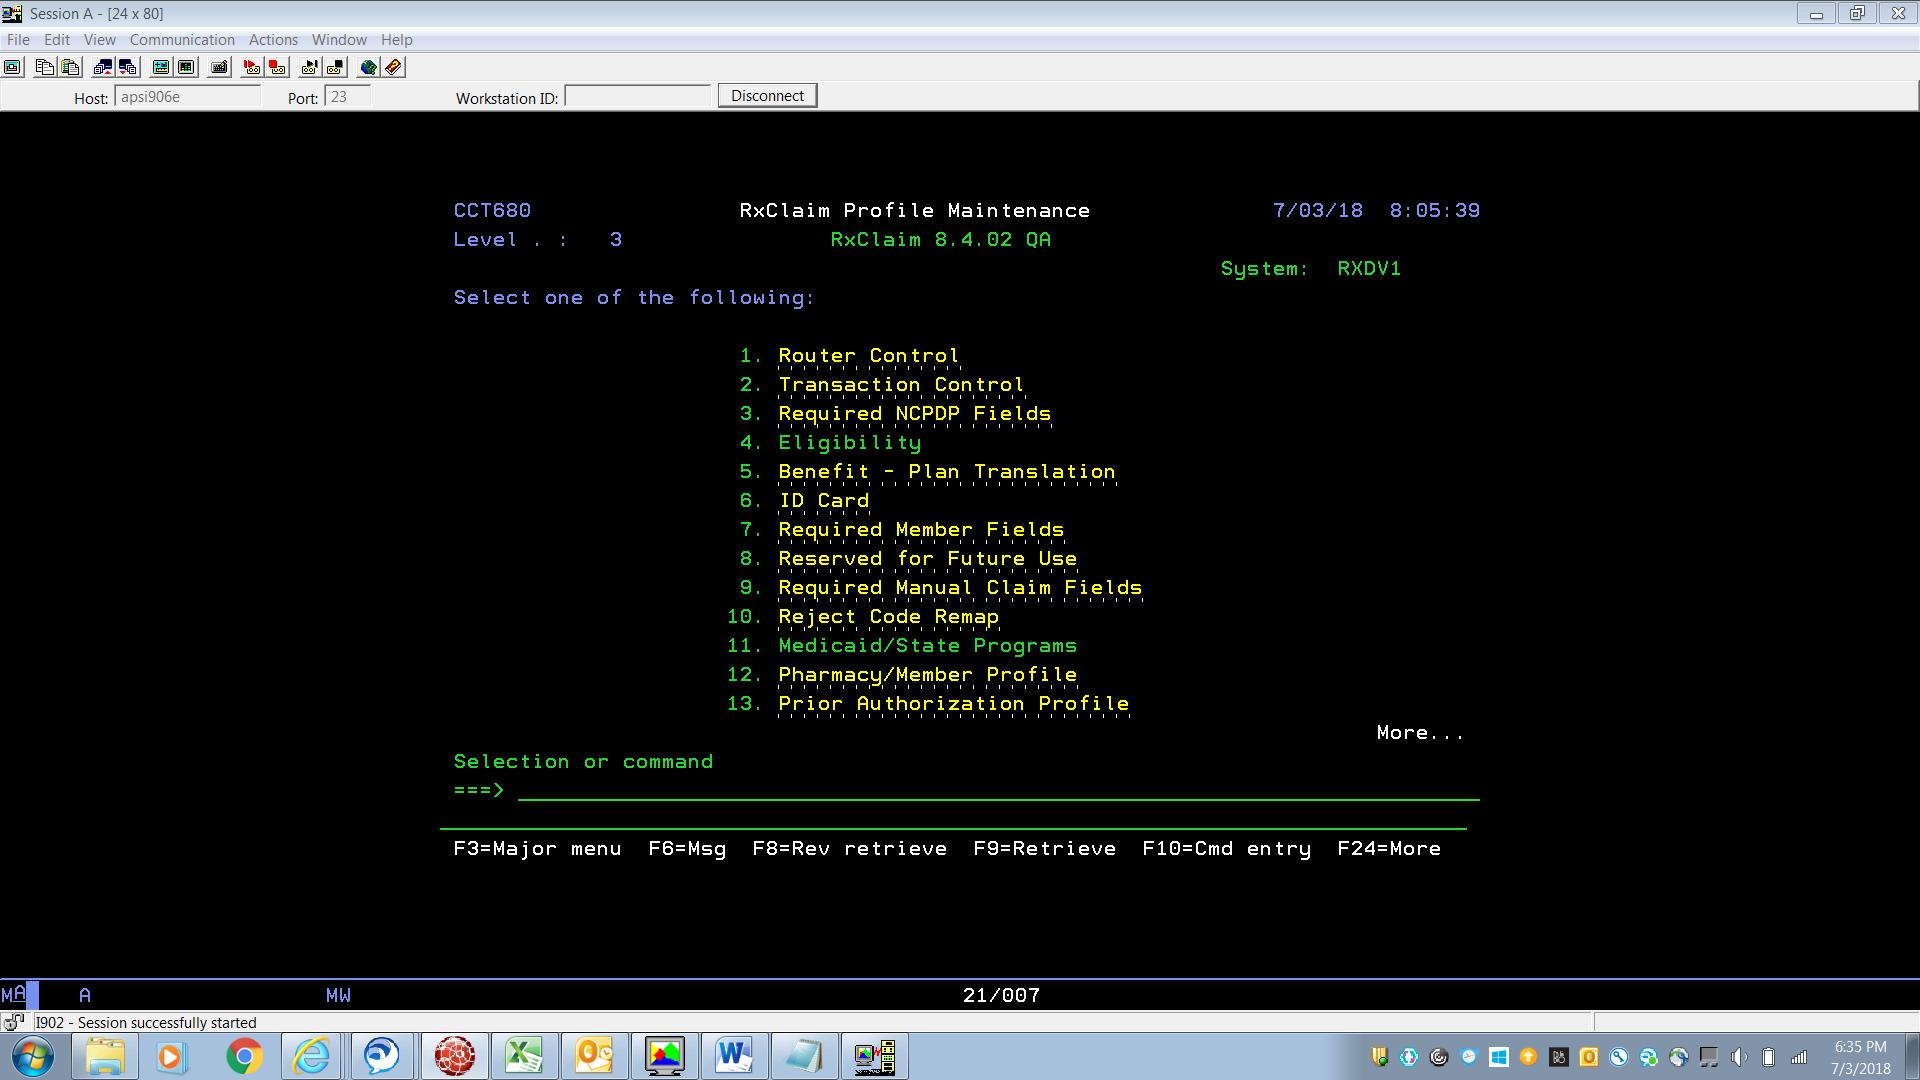 Session A - [24 x 80]
File Edit View Communication Actions Window Help
Host: apsi906e Port: 23 Workstation ID: Disconnect
CCT680 RxClaim Profile Maintenance 7/03/18 8:05:39
Level . : 3 RxClaim 8.4.02 QA
System: RXDV1
Select one of the following:
1. Router Control
2. Transaction Control
3. Required NCPDP Fields
4. Eligibility
5. Benefit - Plan Translation
6. ID Card
7. Required Member Fields
8. Reserved for Future Use
9. Required Manual Claim Fields
10. Reject Code Remap
11. Medicaid/State Programs
12. Pharmacy/Member Profile
13. Prior Authorization Profile
More...
Selection or command
===>
F3=Major menu F6=Msg F8=Rev retrieve F9=Retrieve F10=Cmd entry F24=More
MA A MW 21/007
I902 - Session successfully started
6:35 PM
7/3/2018